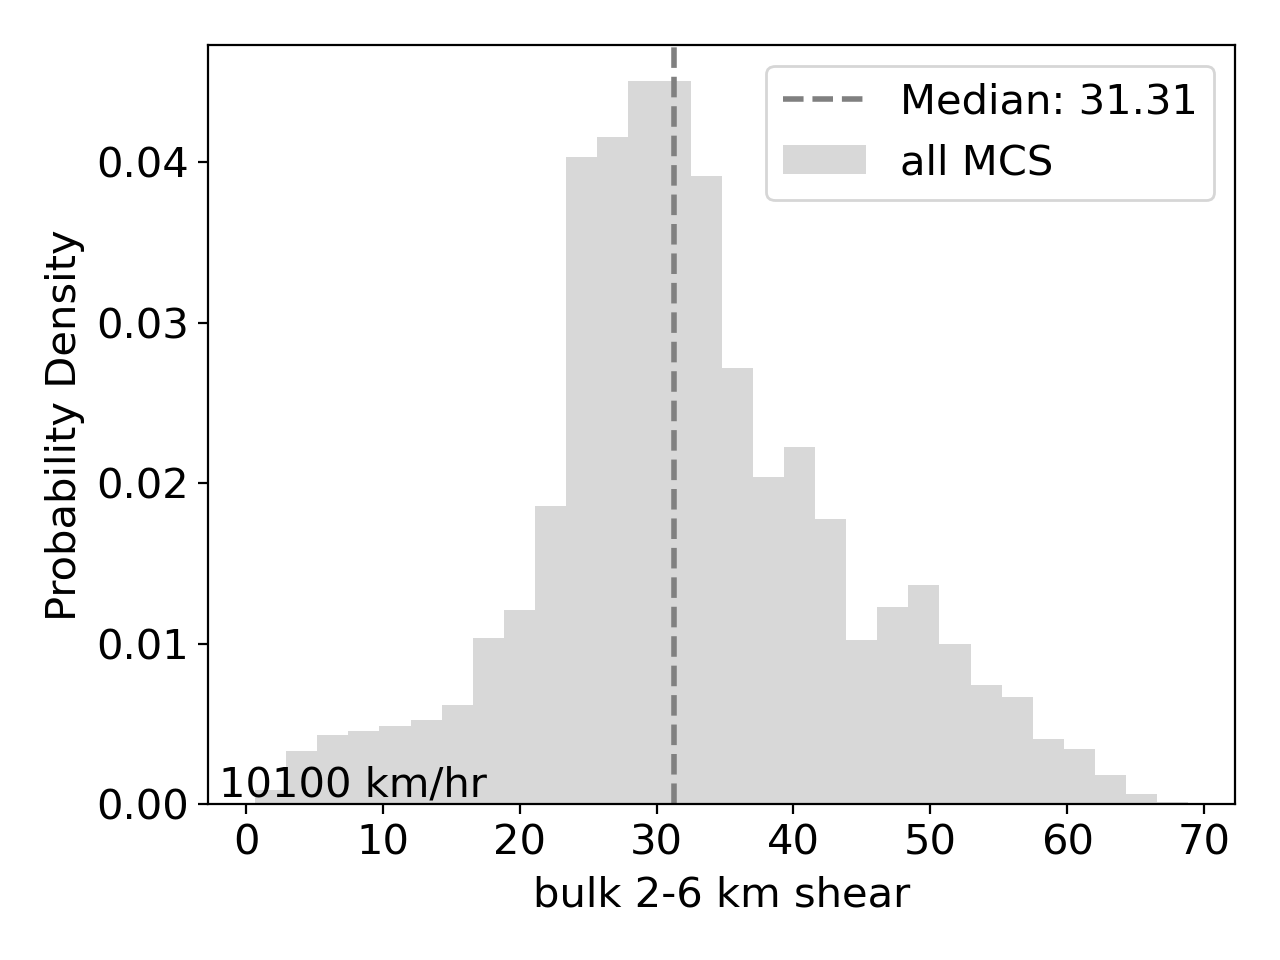 Median: 31.31
all MCS
Probability Density
0.04
0.03
0.02
0.01
0.00
10100 km/hr
0 10 20 30 40 50 60 70
bulk 2-6 km shear